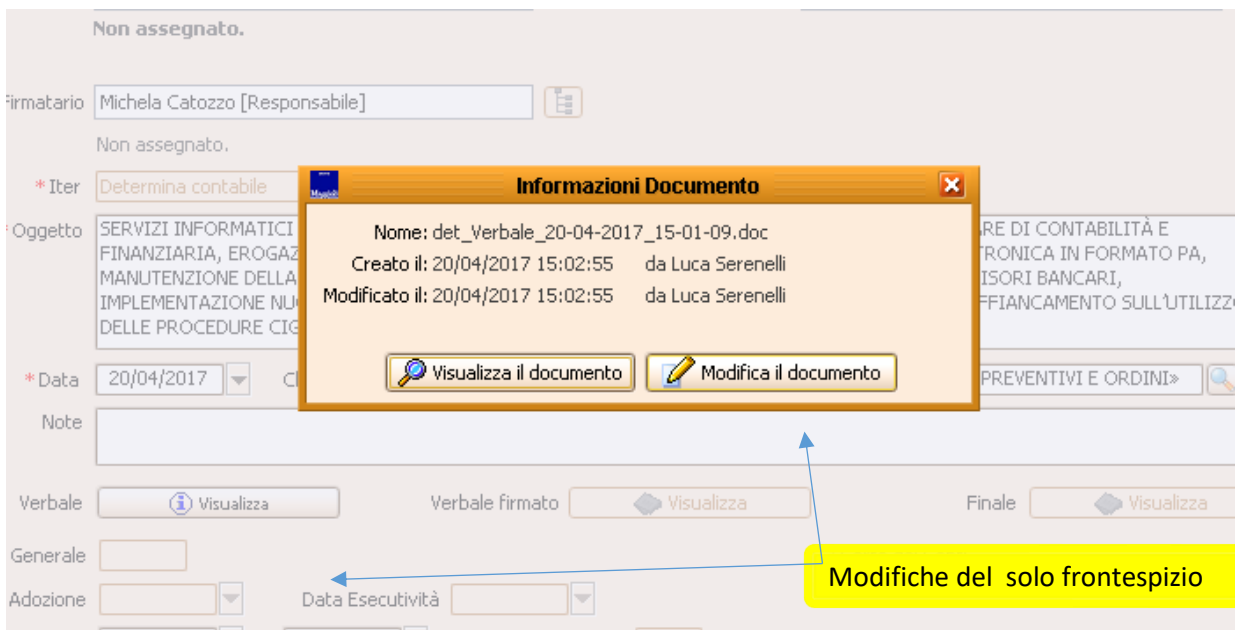 Non assegnato.
Firmatario Michela Catozzo [Responsabile]
Non assegnato.
*Iter Determina contabile
Informazioni Documento
*Oggetto SERVIZI INFORMATICI RE DI CONTABILITÀ E
FINANZIARIA, EROGAZ TRONICA IN FORMATO PA,
MANUTENZIONE DELLA ISORI BANCARI,
IMPLEMENTAZIONE NU FFIANCAMENTO SULL'UTILIZZ
DELLE PROCEDURE CIG
Nome: det_Verbale_20-04-2017_15-01-09.doc
Creato il: 20/04/2017 15:02:55 da Luca Serenelli
Modificato il: 20/04/2017 15:02:55 da Luca Serenelli
Visualizza il documento Modifica il documento
*Data 20/04/2017 PREVENTIVI E ORDINI»
Note
Verbale Visualizza Verbale firmato Visualizza Finale Visualizza
Generale
Modifiche del solo frontespizio
Adozione Data Esecutività